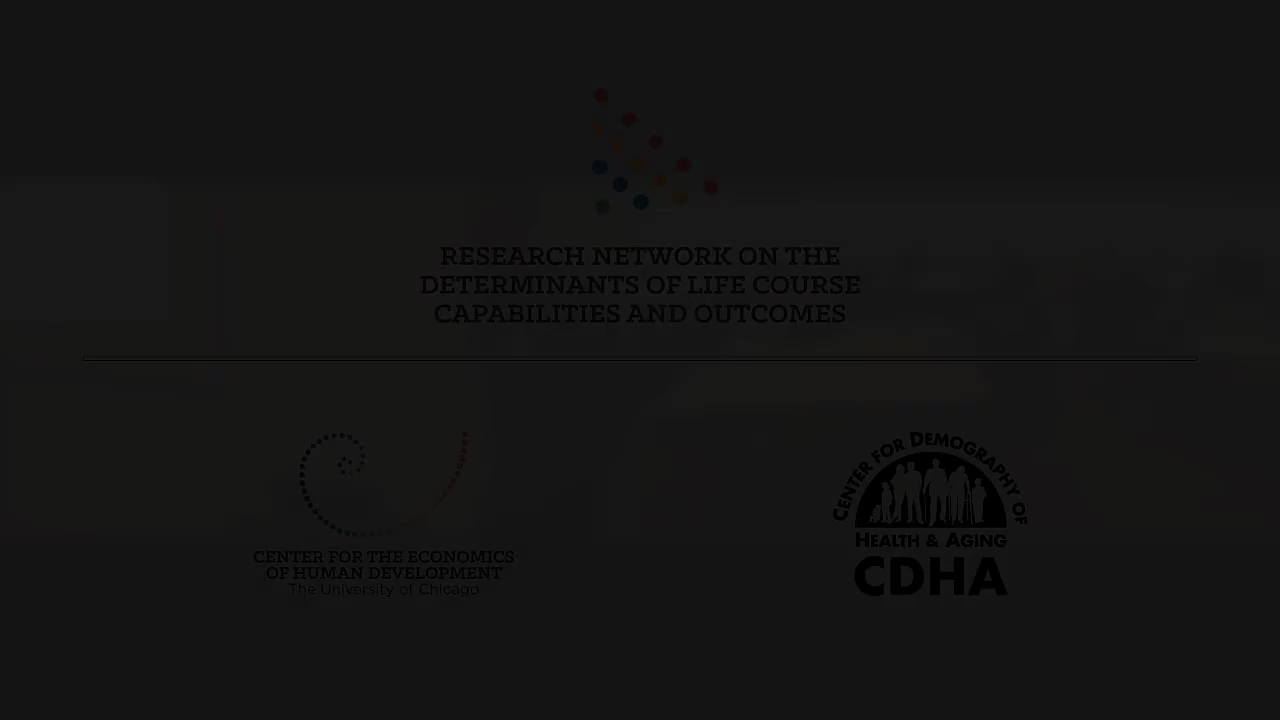 RESEARCH NETWORK ON THE
DETERMINANTS OF LIFE COURSE
CAPABILITIES AND OUTCOMES
CENTER FOR THE ECONOMICS
OF HUMAN DEVELOPMENT
The University of Chicago
CENTER FOR DEMOGRAPHY OF
HEALTH & AGING
CDHA